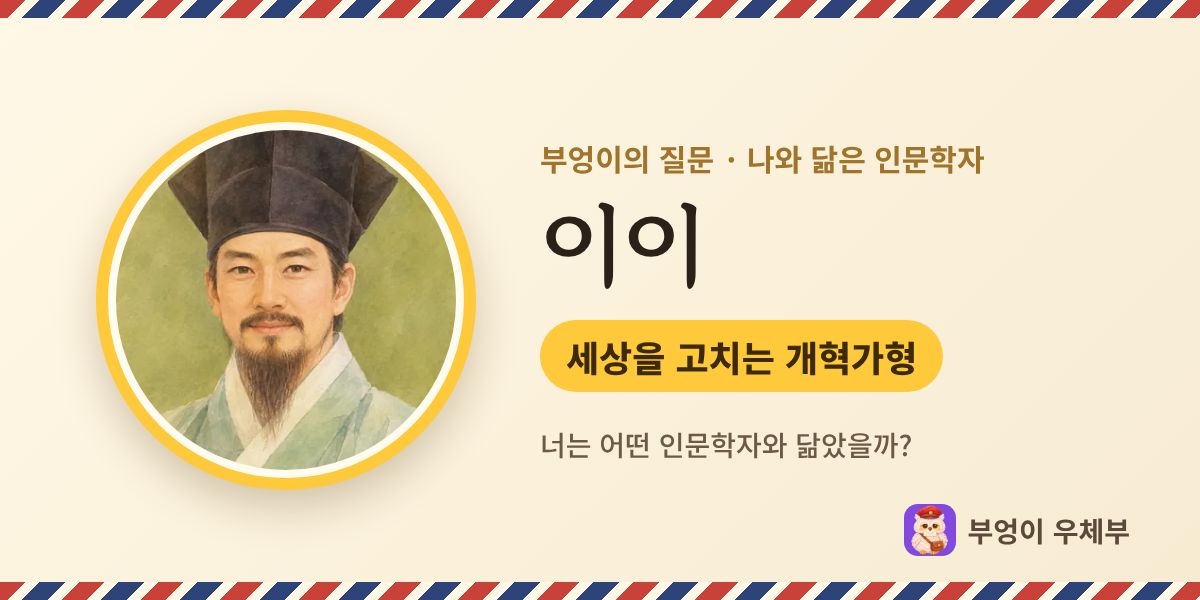 부엉이의 질문 · 나와 닮은 인문학자
이이
세상을 고치는 개혁가형
너는 어떤 인문학자와 닮았을까?
부엉이 우체부